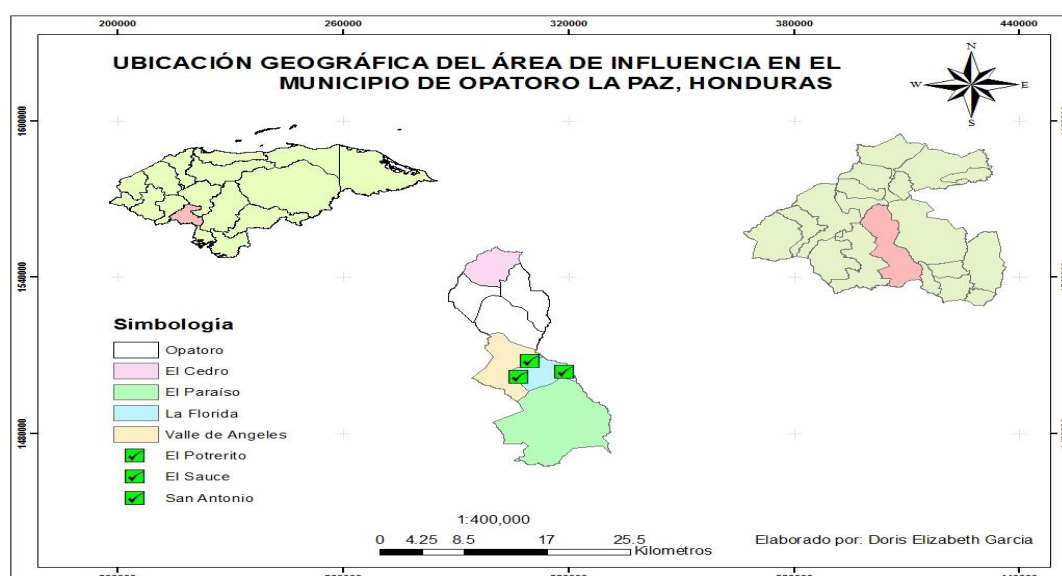 200000 260000 320000 380000 440000
UBICACIÓN GEOGRÁFICA DEL ÁREA DE INFLUENCIA EN EL
MUNICIPIO DE OPATORO LA PAZ, HONDURAS
N
W E
S
1600000
1540000
1480000
Simbología
Opatoro
El Cedro
El Paraíso
La Florida
Valle de Angeles
El Potrerito
El Sauce
San Antonio
1:400,000
0 4.25 8.5 17 25.5
Kilometros
Elaborado por: Doris Elizabeth Garcia